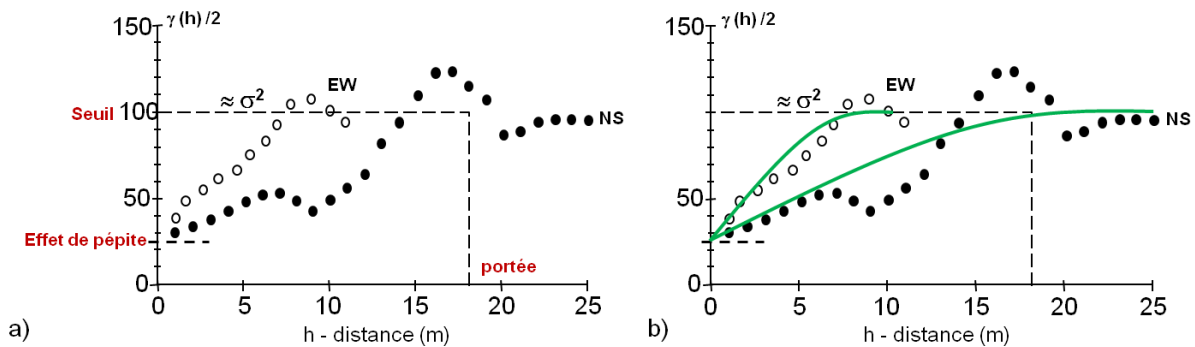 150
γ (h) /2
EW
≈ σ²
Seuil
100
NS
50
Effet de pépite
portée
0
0 5 10 15 20 25
a)
h - distance (m)
150
γ (h) /2
EW
≈ σ²
100
NS
50
0
0 5 10 15 20 25
b)
h - distance (m)